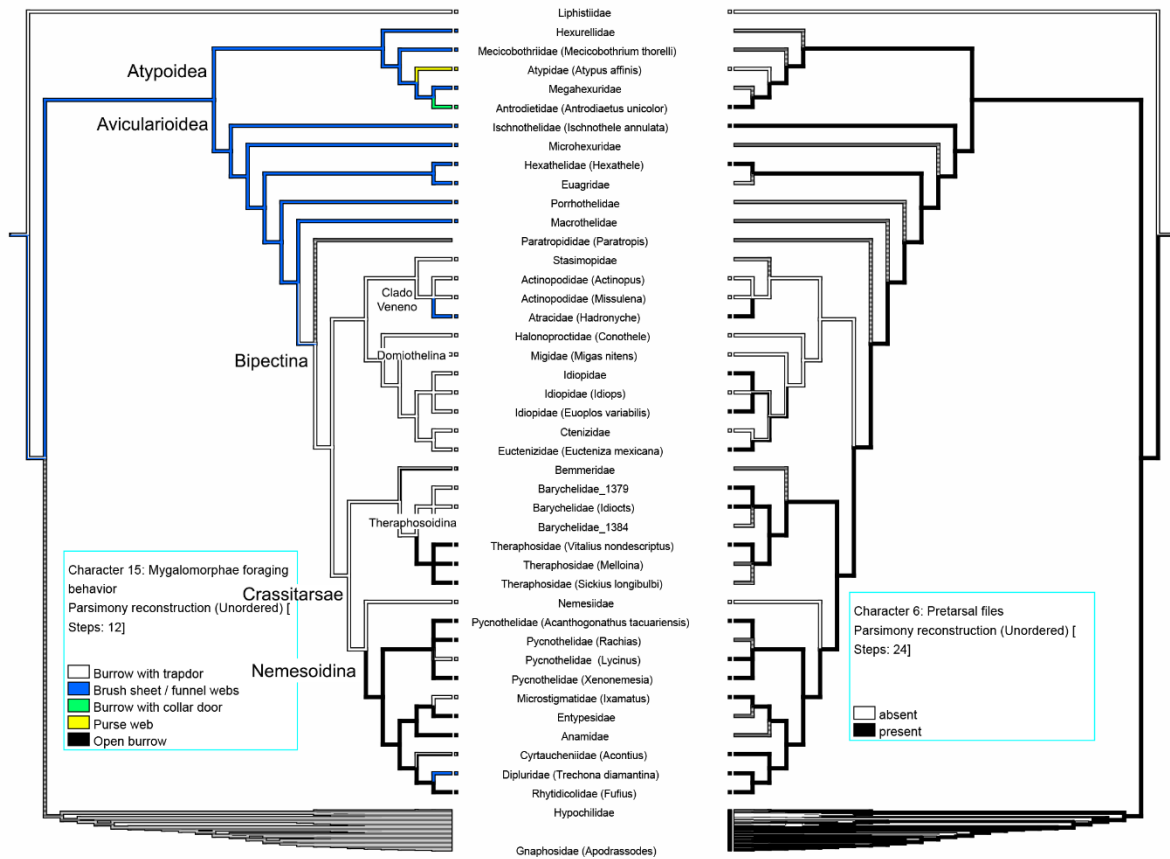 Liphistiidae
Hexurellidae
Mecicobothriidae (Mecicobothrium thorelli)
Atypoidea
Atypidae (Atypus affinis)
Megahexuridae
Antrodietidae (Antrodiaetus unicolor)
Avicularioidea
Ischnothelidae (Ischnothele annulata)
Microhexuridae
Hexathelidae (Hexathele)
Euagridae
Porrhothelidae
Macrothelidae
Paratropididae (Paratropis)
Stasimopidae
Actinopodidae (Actinopus)
Clado
Veneno
Actinopodidae (Missulena)
Atracidae (Hadronyche)
Halonoproctidae (Conothele)
Bipectina
Domiothelina
Migidae (Migas nitens)
Idiopidae
Idiopidae (Idiops)
Idiopidae (Euoplos variabilis)
Ctenizidae
Euctenizidae (Eucteniza mexicana)
Bemmeridae
Barychelidae_1379
Barychelidae (Idiocts)
Theraphosoidina
Barychelidae_1384
Theraphosidae (Vitalius nondescriptus)
Theraphosidae (Melloina)
Theraphosidae (Sickius longibulbi)
Crassitarsae
Nemesiidae
Pycnothelidae (Acanthogonathus tacuariensis)
Pycnothelidae (Rachias)
Pycnothelidae (Lycinus)
Nemesoidina
Pycnothelidae (Xenonemesia)
Microstigmatidae (Ixamatus)
Entypesidae
Anamidae
Cyrtaucheniidae (Acontius)
Dipluridae (Trechona diamantina)
Rhytidicolidae (Fufius)
Hypochilidae
Gnaphosidae (Apodrassodes)
Character 15: Mygalomorphae foraging
behavior
Parsimony reconstruction (Unordered) [
Steps: 12]
Burrow with trapdor
Brush sheet / funnel webs
Burrow with collar door
Purse web
Open burrow
Character 6: Pretarsal files
Parsimony reconstruction (Unordered) [
Steps: 24]
absent
present